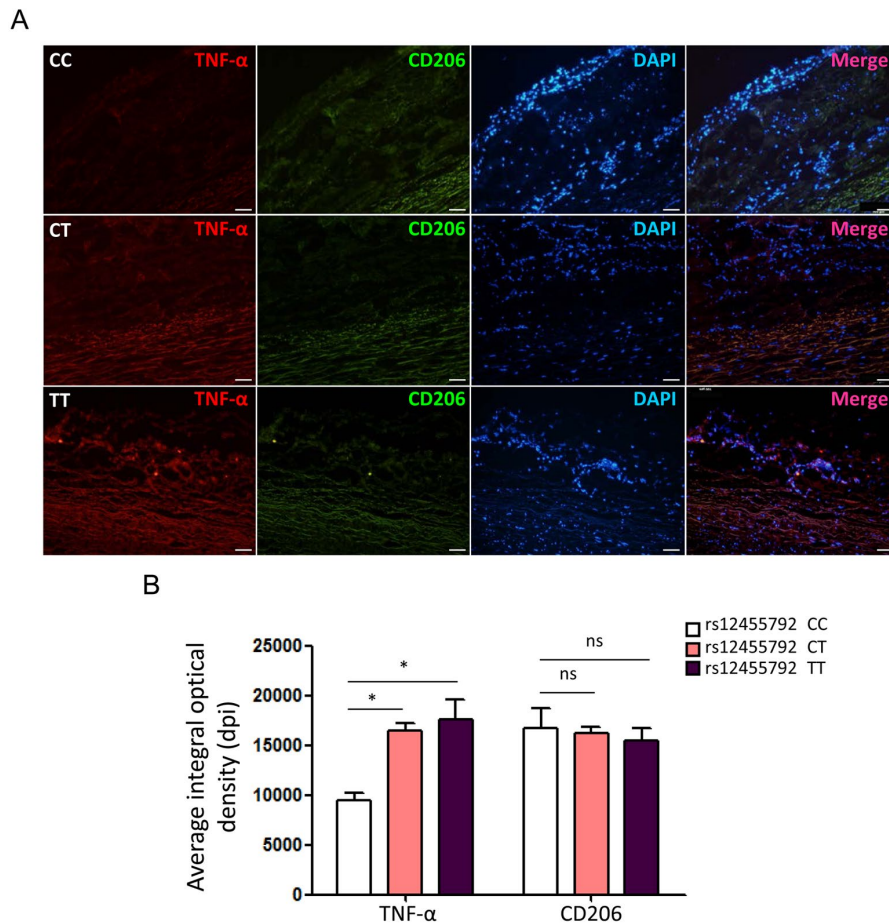 A
CC TNF-α CD206 DAPI Merge
CT TNF-α CD206 DAPI Merge
TT TNF-α CD206 DAPI Merge
B
rs12455792 CC
rs12455792 CT
rs12455792 TT
Average integral optical
density (dpi)
25000
20000
15000
10000
5000
0
*
*
ns
ns
TNF-α CD206